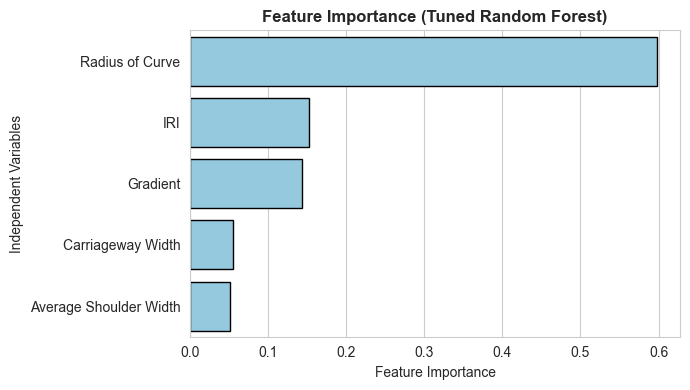 Feature Importance (Tuned Random Forest)
Independent Variables
Radius of Curve
IRI
Gradient
Carriageway Width
Average Shoulder Width
0.0 0.1 0.2 0.3 0.4 0.5 0.6
Feature Importance